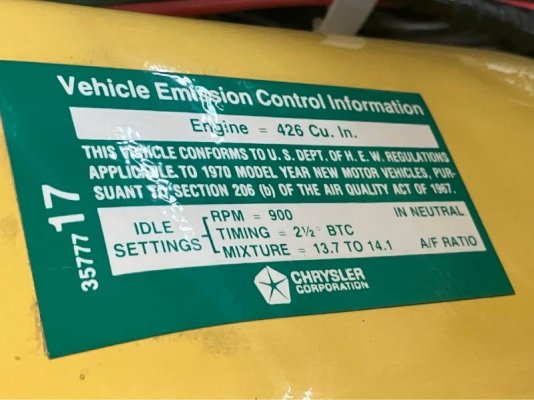 Vehicle Emission Control Information
Engine = 426 Cu. In.
THIS VEHICLE CONFORMS TO U. S. DEPT. OF H. E. W. REGULATIONS
APPLICABLE TO 1970 MODEL YEAR NEW MOTOR VEHICLES, PUR-
SUANT TO SECTION 206 (b) OF THE AIR QUALITY ACT OF 1967.
IDLE SETTINGS
RPM = 900 IN NEUTRAL
TIMING = 2½° BTC
MIXTURE = 13.7 TO 14.1 A/F RATIO
CHRYSLER
CORPORATION
35777 17